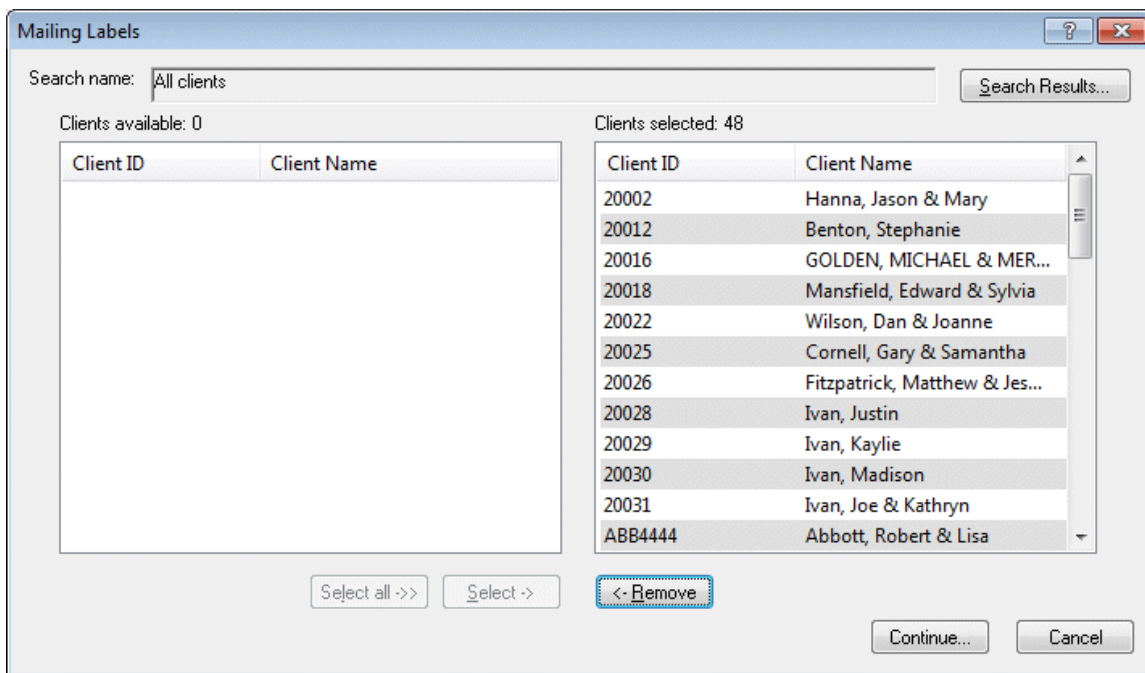 Mailing Labels
Search name: All clients Search Results...
Clients available: 0 Clients selected: 48
Client ID Client Name Client ID Client Name
20002 Hanna, Jason & Mary
20012 Benton, Stephanie
20016 GOLDEN, MICHAEL & MER...
20018 Mansfield, Edward & Sylvia
20022 Wilson, Dan & Joanne
20025 Cornell, Gary & Samantha
20026 Fitzpatrick, Matthew & Jes...
20028 Ivan, Justin
20029 Ivan, Kaylie
20030 Ivan, Madison
20031 Ivan, Joe & Kathryn
ABB4444 Abbott, Robert & Lisa
Select all ->> Select -> <- Remove
Continue... Cancel